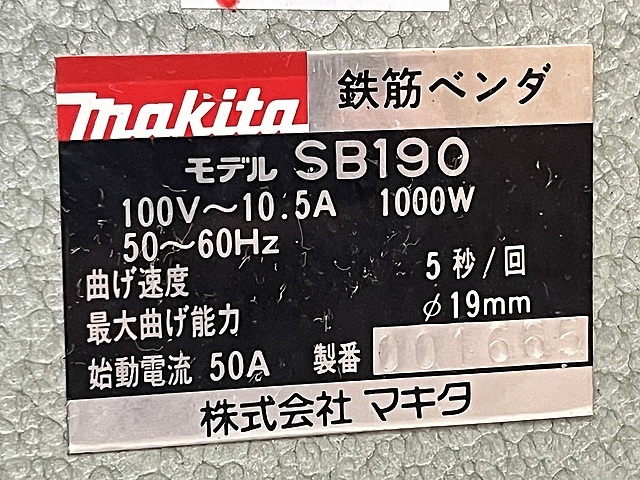 makita 鉄筋ベンダ
モデル SB190
100V～10.5A 1000W
50～60Hz
曲げ速度 5秒/回
最大曲げ能力 φ19mm
始動電流 50A 製番 001665
株式会社 マキタ